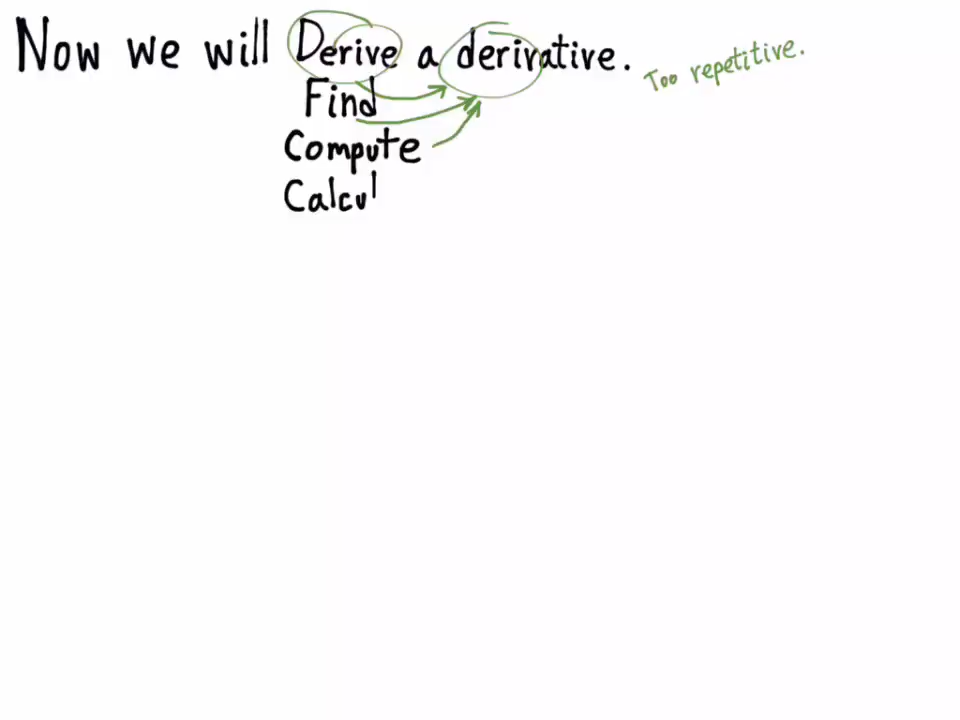 Now we will Derive a derivative.
Too repetitive.
Find
Compute
Calcul